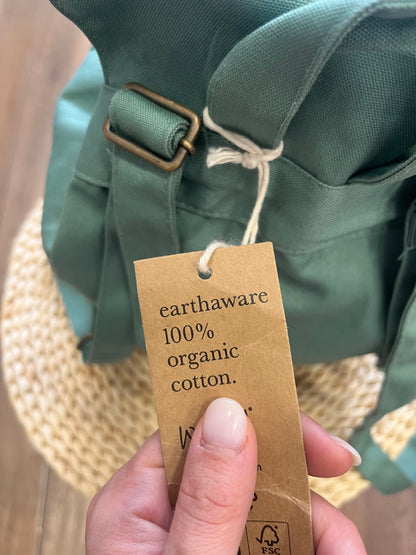 earthaware
100%
organic
cotton.
FSC